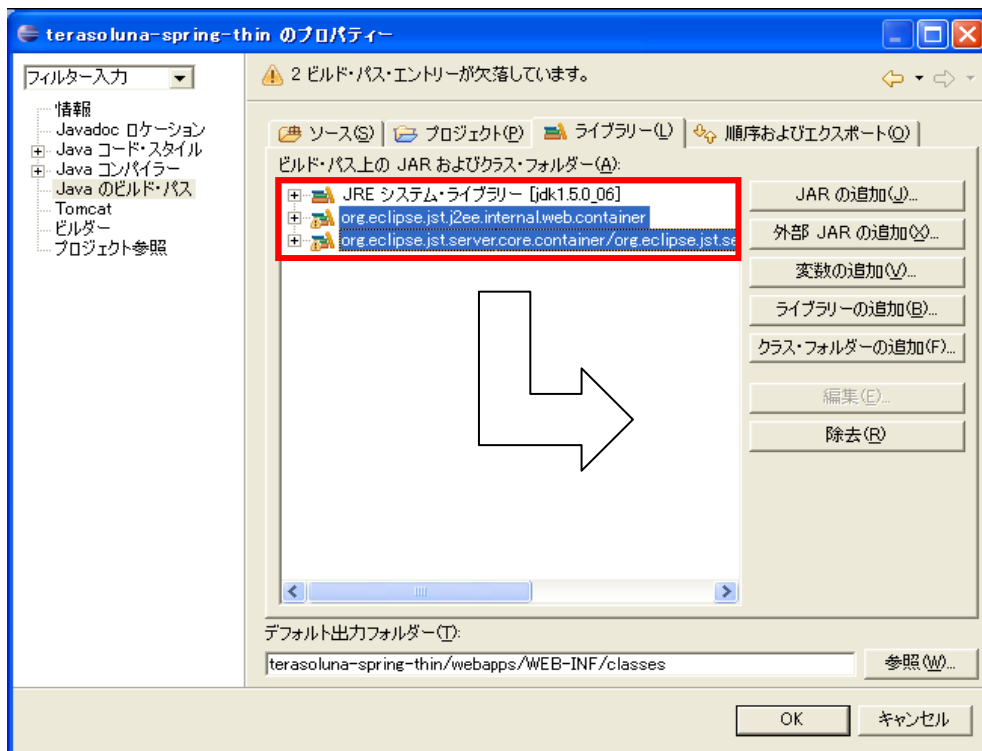 terasoluna-spring-thin のプロパティー
フィルター入力
2 ビルド・パス・エントリーが欠落しています。
情報
Javadoc ロケーション
Java コード・スタイル
Java コンパイラー
Java のビルド・パス
Tomcat
ビルダー
プロジェクト参照
ソース(S)
プロジェクト(P)
ライブラリー(L)
順序およびエクスポート(O)
ビルド・パス上の JAR およびクラス・フォルダー(A):
JRE システム・ライブラリー [jdk1.5.0_06]
org.eclipse.jst.j2ee.internal.web.container
org.eclipse.jst.server.core.container/org.eclipse.jst.se
JAR の追加(J)...
外部 JAR の追加(X)...
変数の追加(V)...
ライブラリーの追加(B)...
クラス・フォルダーの追加(F)...
編集(E)...
除去(R)
デフォルト出力フォルダー(T):
terasoluna-spring-thin/webapps/WEB-INF/classes
参照(W)...
OK
キャンセル